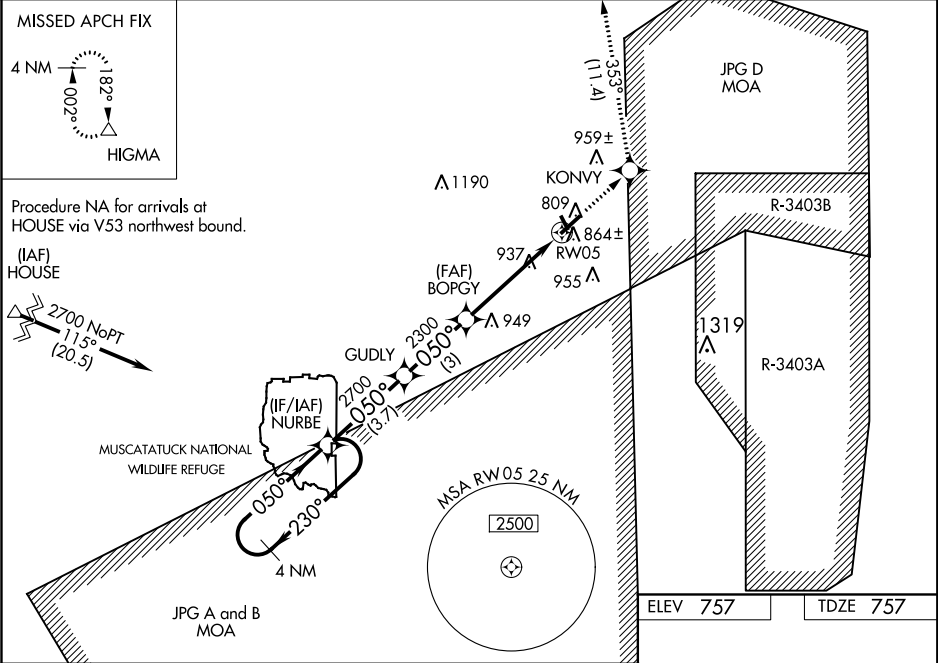 MISSED APCH FIX
4 NM
002°
182°
HIGMA
Procedure NA for arrivals at
HOUSE via V53 northwest bound.
(IAF)
HOUSE
2700 NoPT
115°
(20.5)
353°
(11.4)
JPG D
MOA
959±
1190
KONVY
809
864±
RW05
937
955
R-3403B
(FAF)
BOPGY
949
2300
050°
(3)
GUDLY
1319
R-3403A
2700
050°
(3.7)
(IF/IAF)
NURBE
MUSCATATUCK NATIONAL
WILDLIFE REFUGE
050°
230°
4 NM
MSA RW05 25 NM
2500
JPG A and B
MOA
ELEV 757
TDZE 757